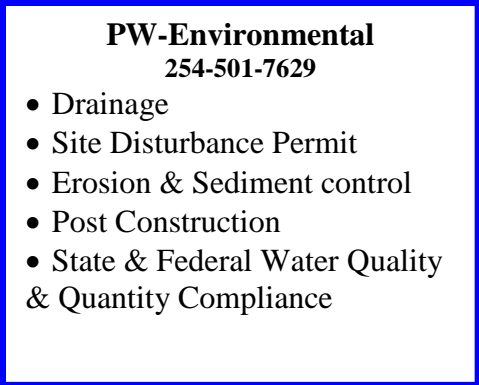 PW-Environmental
254-501-7629
• Drainage
• Site Disturbance Permit
• Erosion & Sediment control
• Post Construction
• State & Federal Water Quality
& Quantity Compliance